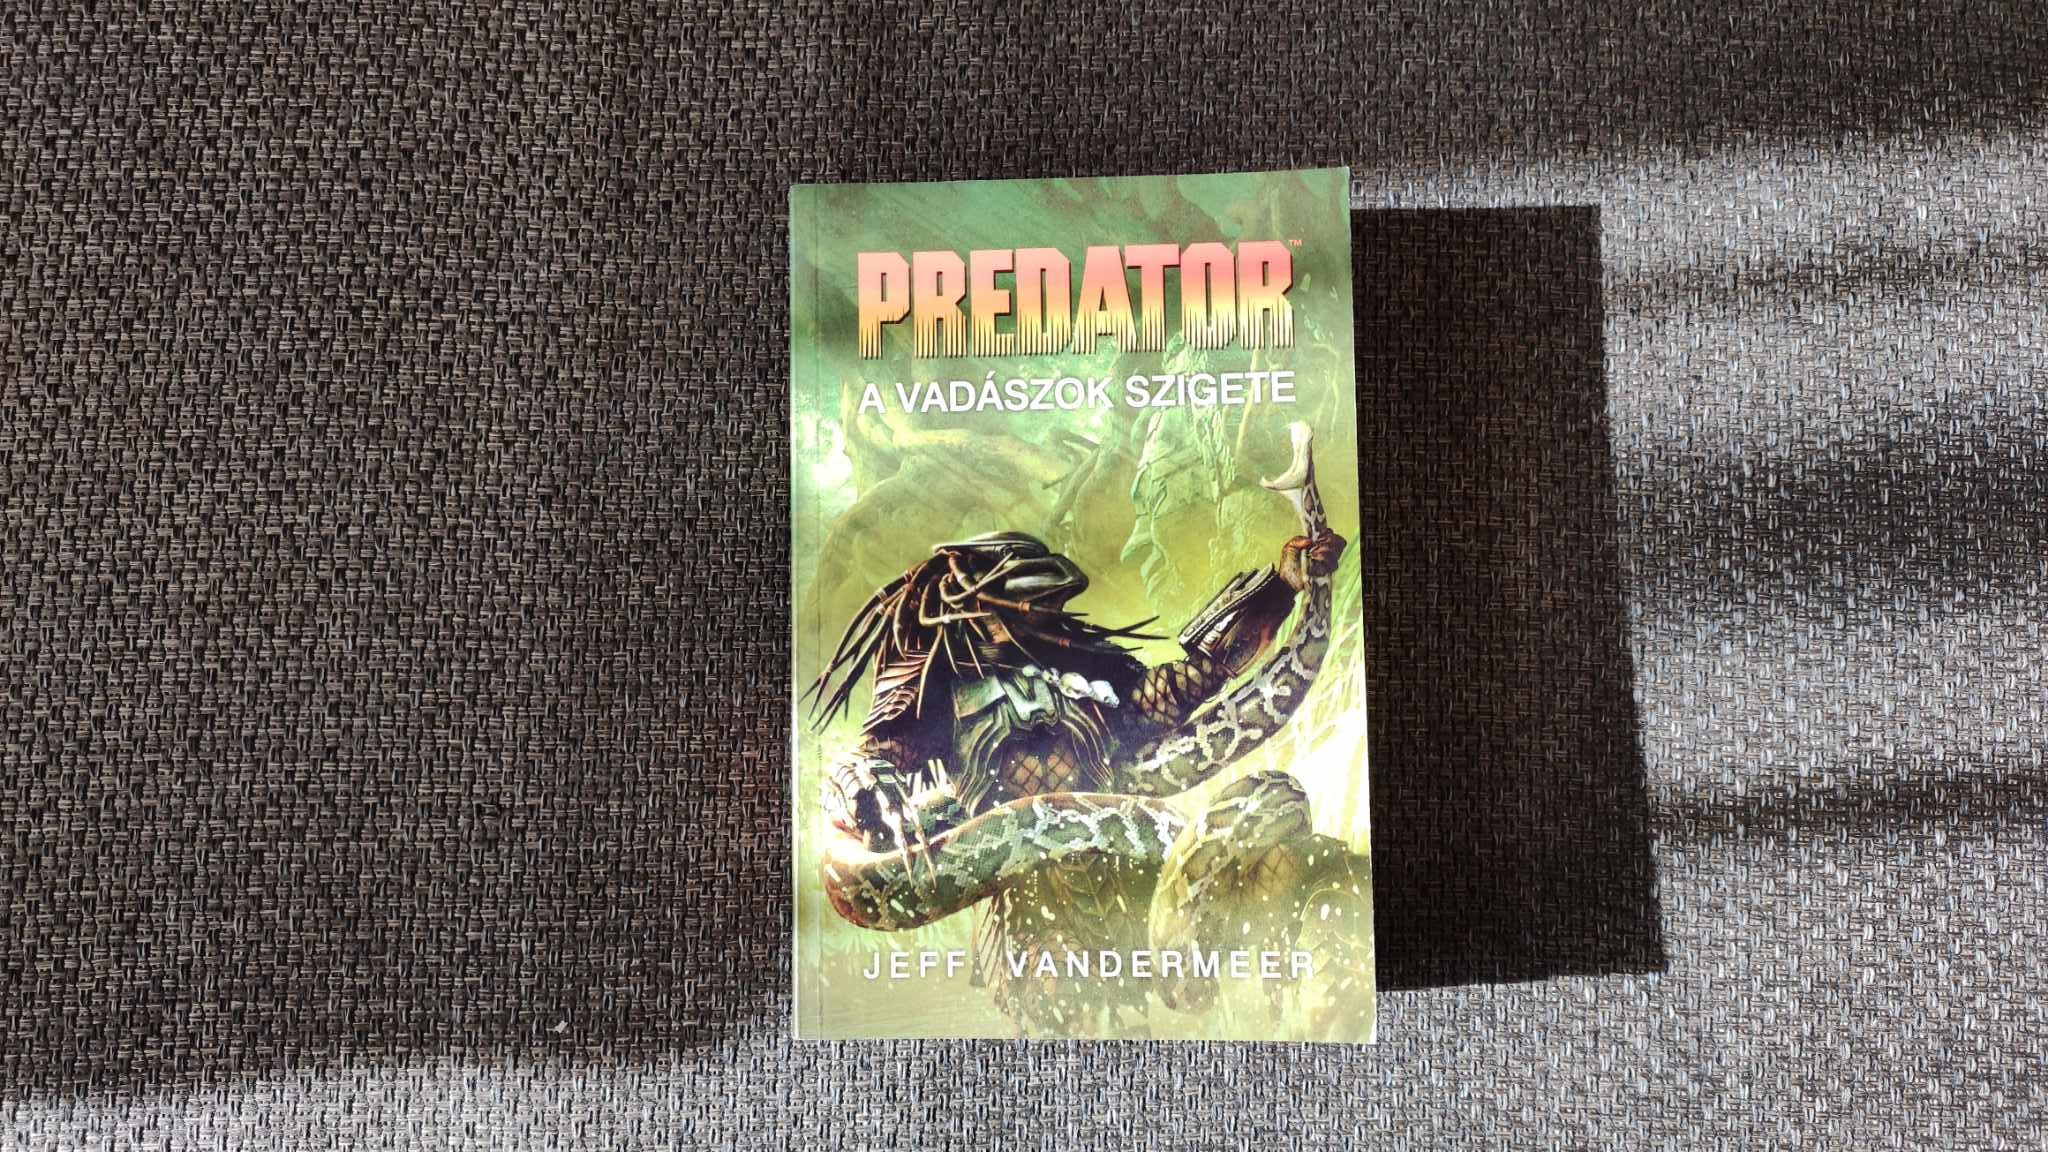 PREDATOR™
A VADÁSZOK SZIGETE
JEFF VANDERMEER